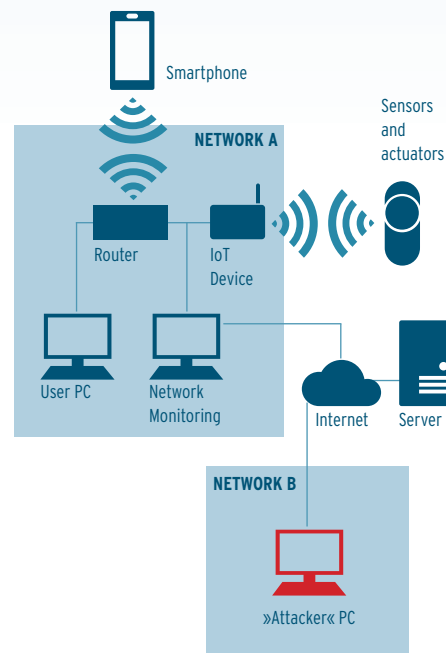 Smartphone
Sensors
and
actuators
NETWORK A
Router
IoT
Device
User PC
Network
Monitoring
Internet
Server
NETWORK B
»Attacker« PC